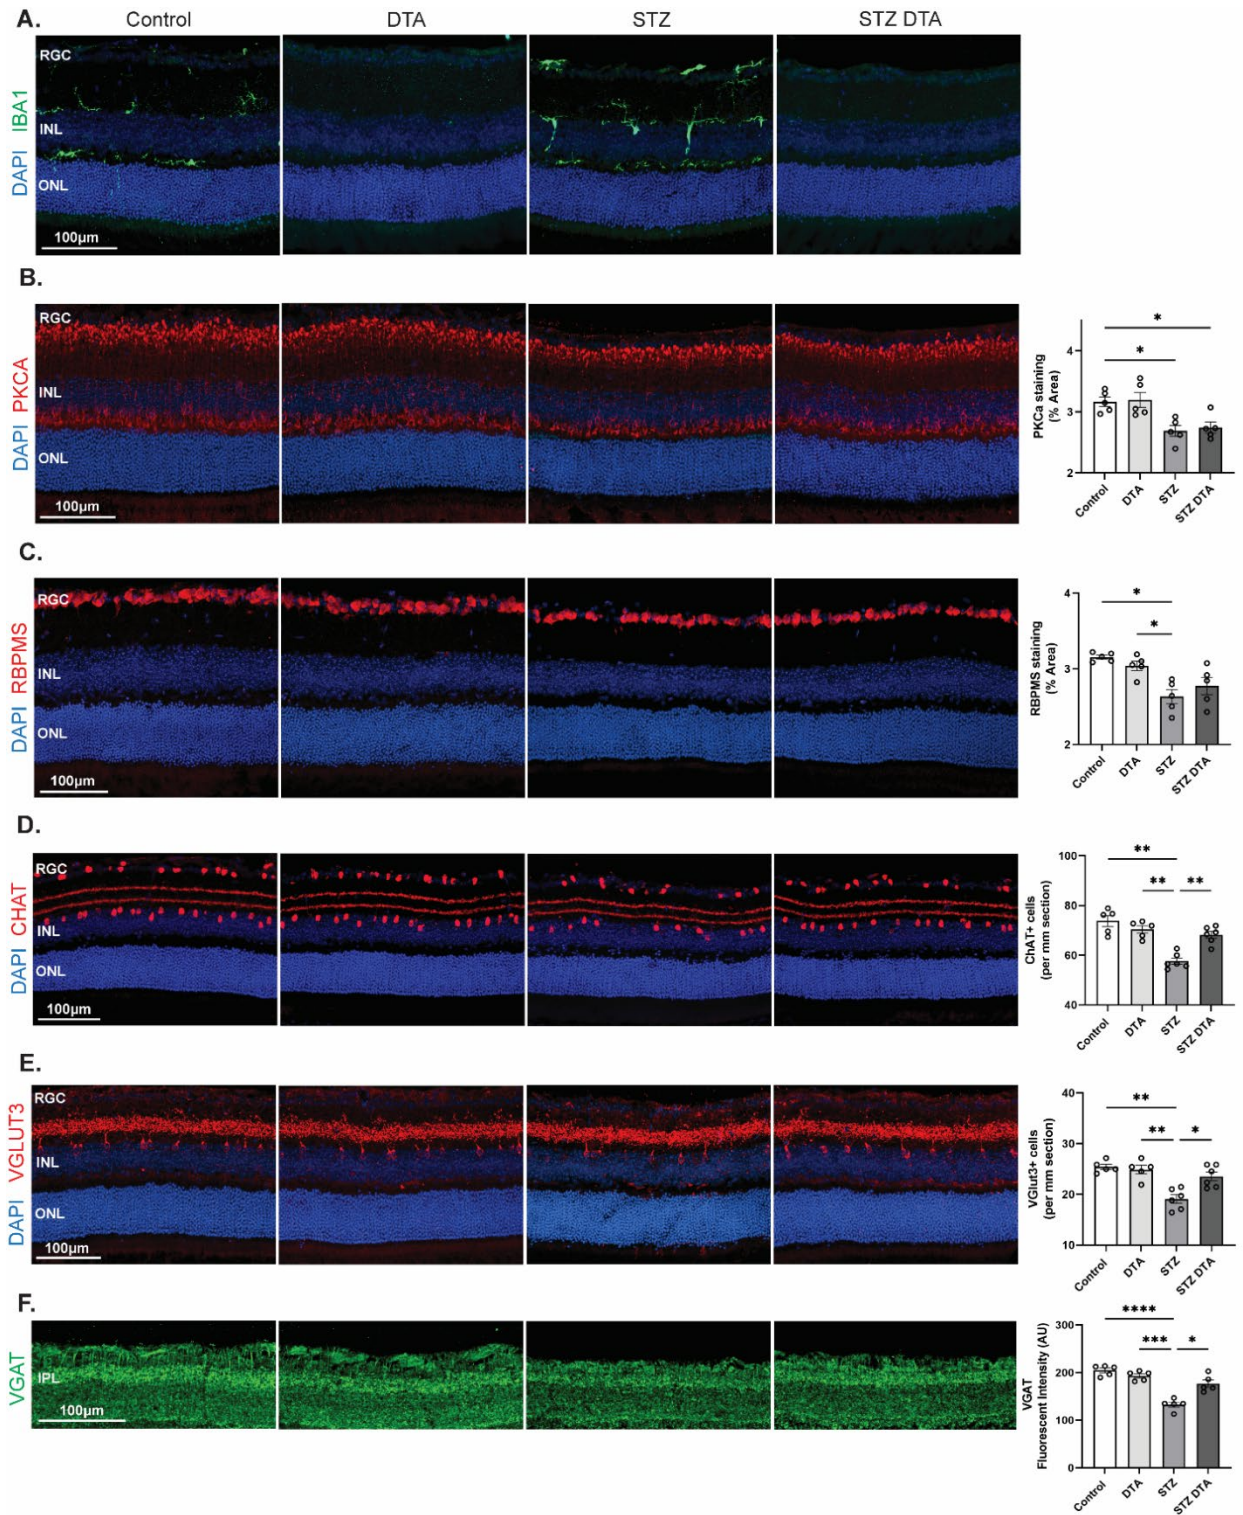 A.
Control
DTA
STZ
STZ DTA
DAPI IBA1
RGC
INL
ONL
100µm
B.
DAPI PKCA
RGC
INL
ONL
100µm
PKCa staining
(% Area)
4
3
2
*
*
Control
DTA
STZ
STZ DTA
C.
DAPI RBPMS
RGC
INL
ONL
100µm
RBPMS staining
(% Area)
4
3
2
*
*
Control
DTA
STZ
STZ DTA
D.
DAPI CHAT
RGC
INL
ONL
100µm
ChAT+ cells
(per mm section)
100
80
60
40
**
** **
Control
DTA
STZ
STZ DTA
E.
DAPI VGLUT3
RGC
INL
ONL
100µm
VGlut3+ cells
(per mm section)
40
30
20
10
**
** *
Control
DTA
STZ
STZ DTA
F.
VGAT
IPL
100µm
VGAT
Fluorescent Intensity (AU)
300
200
100
0
****
*** *
Control
DTA
STZ
STZ DTA